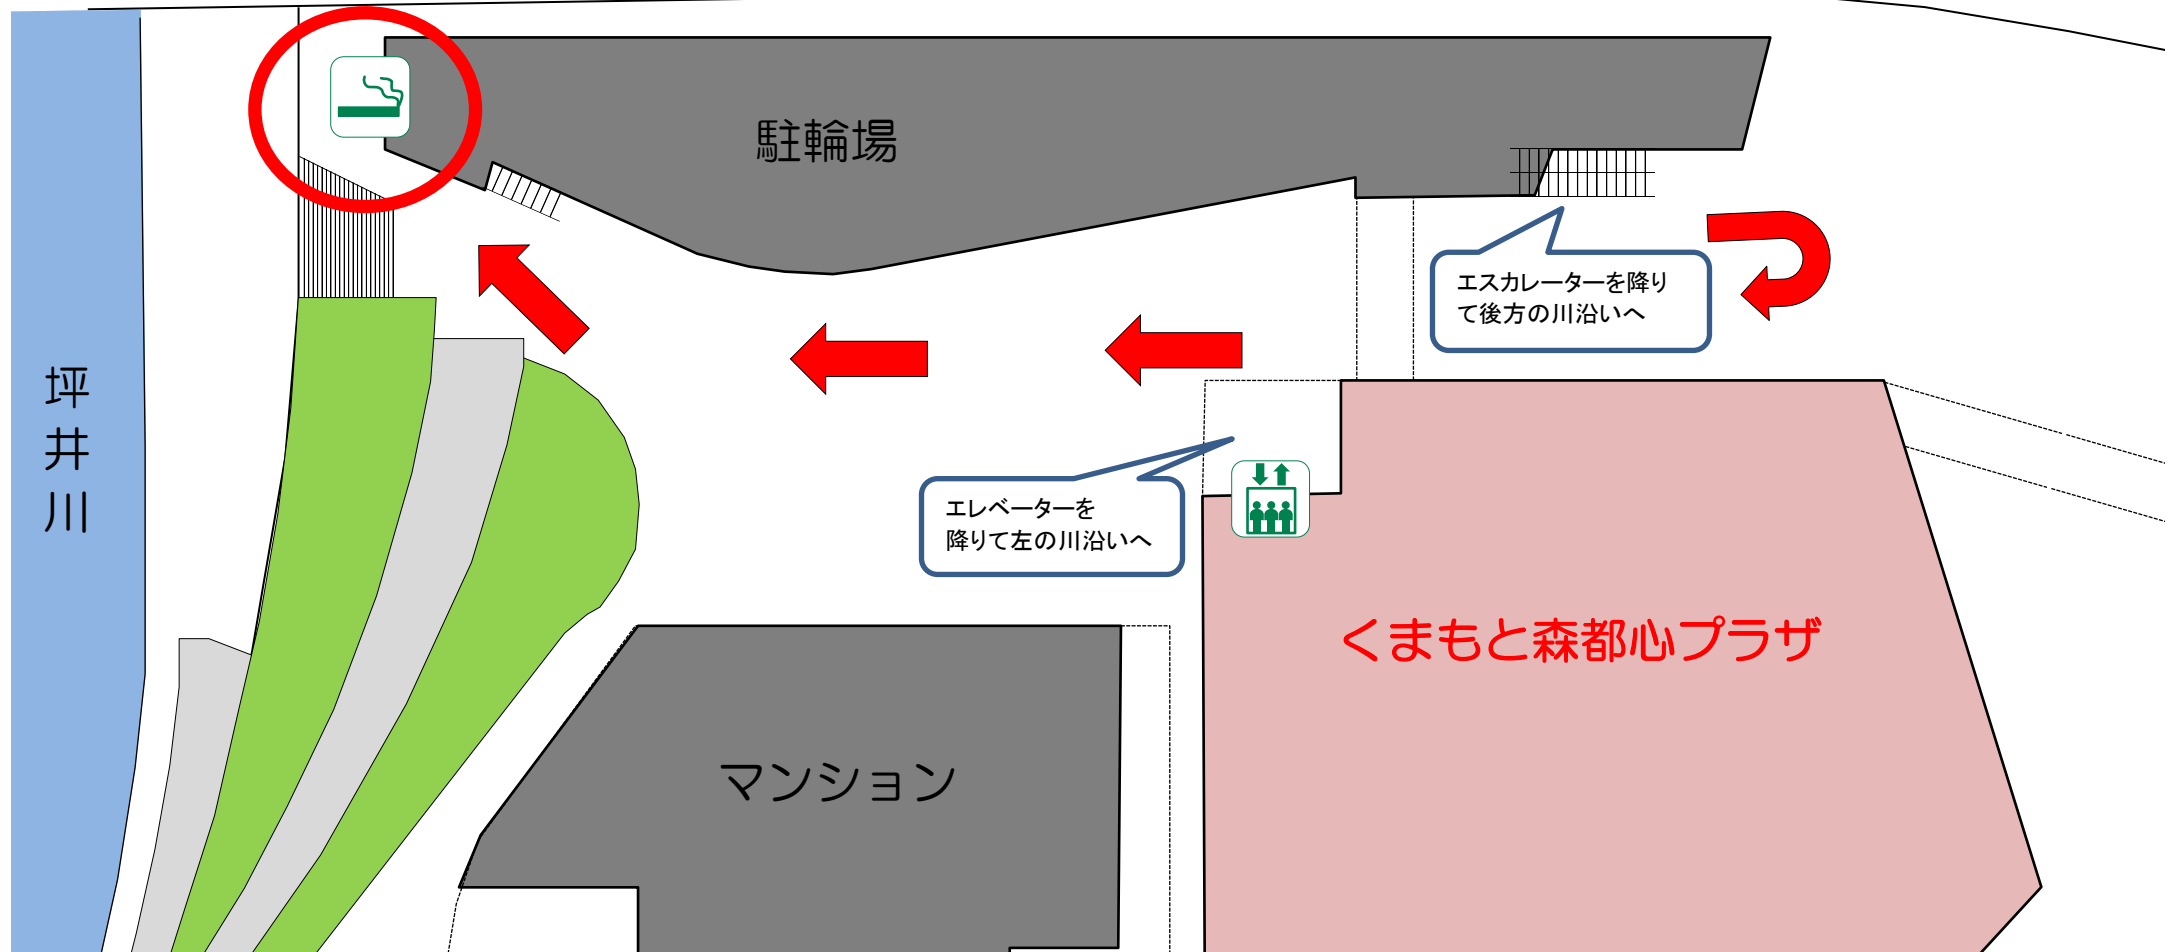 駐輪場
エスカレーターを降り
て後方の川沿いへ
坪井川
エレベーターを
降りて左の川沿いへ
くまもと森都心プラザ
マンション